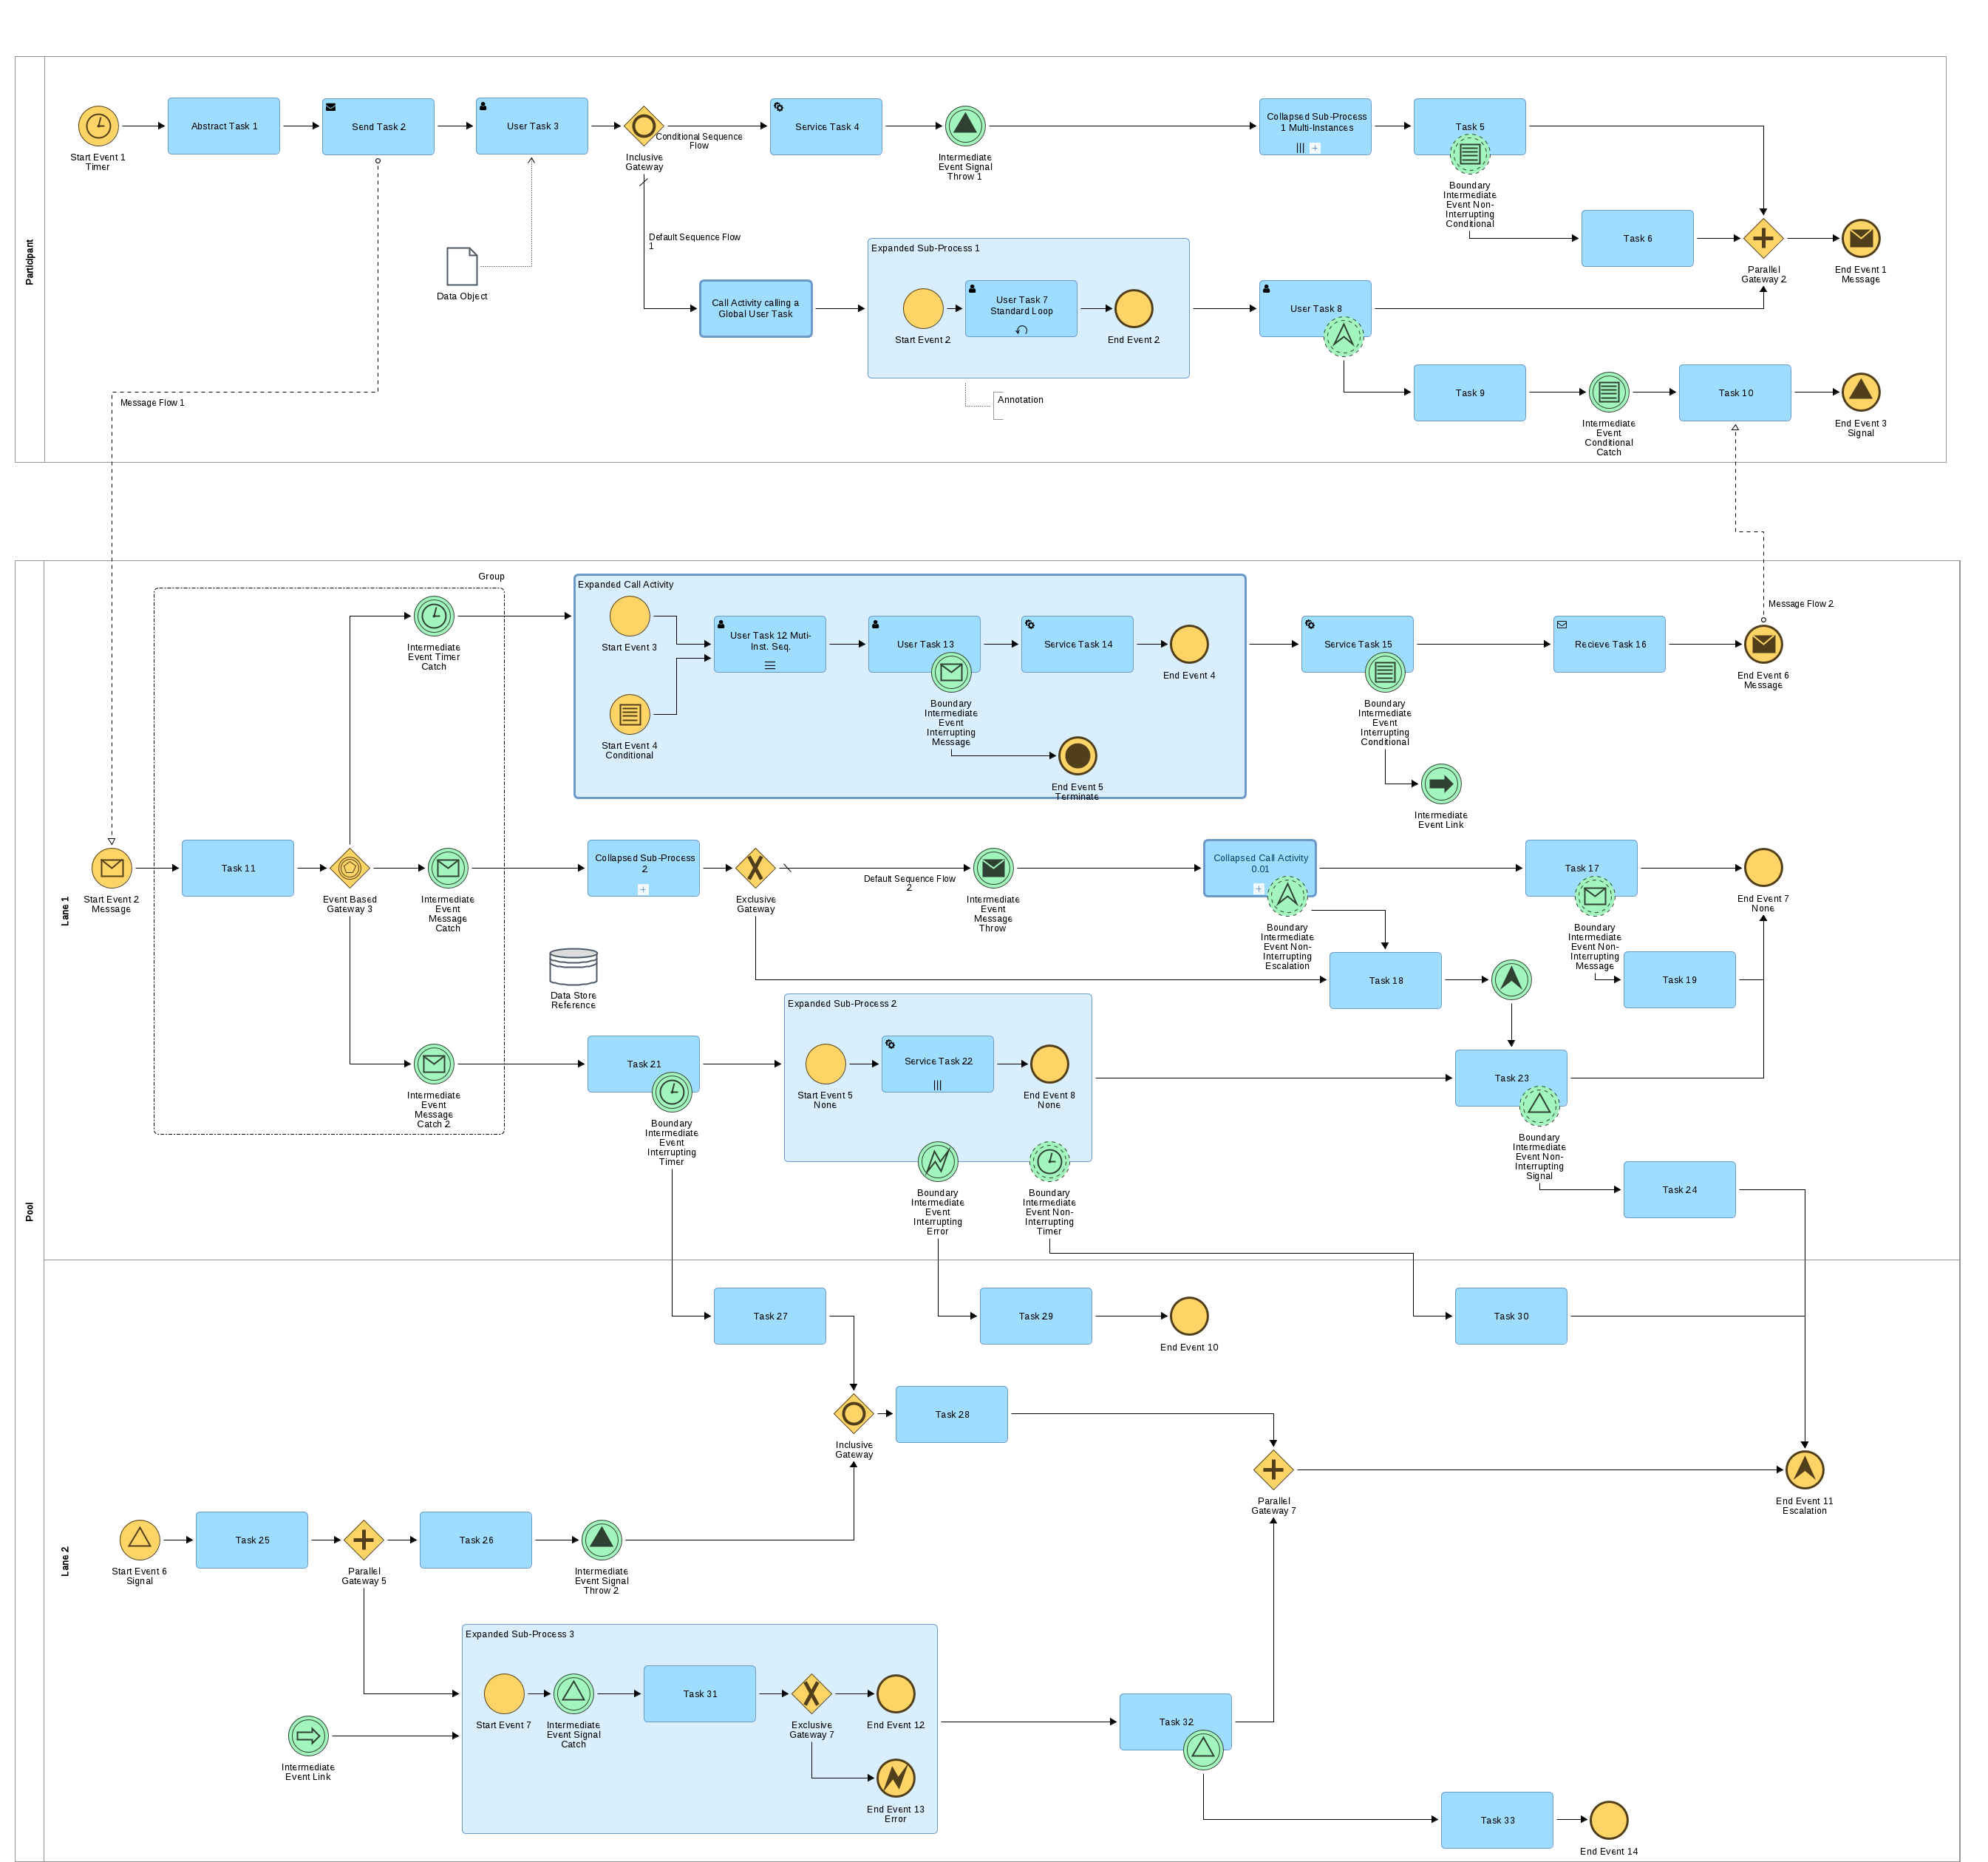 Participant
Start Event 1
Timer
Abstract Task 1
Send Task 2
User Task 3
Inclusive
Gateway
Conditional Sequence
Flow
Service Task 4
Intermediate
Event Signal
Throw 1
Collapsed Sub-Process
1 Multi-Instances
Task 5
Boundary
Intermediate
Event Non-
Interrupting
Conditional
Task 6
Parallel
Gateway 2
End Event 1
Message
Data Object
Default Sequence Flow
1
Call Activity calling a
Global User Task
Expanded Sub-Process 1
Start Event 2
User Task 7
Standard Loop
End Event 2
User Task 8
Annotation
Task 9
Intermediate
Event
Conditional
Catch
Task 10
End Event 3
Signal
Message Flow 1
Pool
Lane 1
Group
Intermediate
Event Timer
Catch
Expanded Call Activity
Start Event 3
Start Event 4
Conditional
User Task 12 Muti-
Inst. Seq.
User Task 13
Boundary
Intermediate
Event
Interrupting
Message
Service Task 14
End Event 4
End Event 5
Terminate
Service Task 15
Boundary
Intermediate
Event
Interrupting
Conditional
Intermediate
Event Link
Recieve Task 16
Message Flow 2
End Event 6
Message
Start Event 2
Message
Task 11
Event Based
Gateway 3
Intermediate
Event
Message
Catch
Collapsed Sub-Process
2
Exclusive
Gateway
Default Sequence Flow
2
Intermediate
Event
Message
Throw
Collapsed Call Activity
0.01
Boundary
Intermediate
Event Non-
Interrupting
Escalation
Task 17
Boundary
Intermediate
Event Non-
Interrupting
Message
End Event 7
None
Task 18
Task 19
Data Store
Reference
Intermediate
Event
Message
Catch 2
Task 21
Boundary
Intermediate
Event
Interrupting
Timer
Expanded Sub-Process 2
Start Event 5
None
Service Task 22
End Event 8
None
Boundary
Intermediate
Event
Interrupting
Error
Boundary
Intermediate
Event Non-
Interrupting
Timer
Task 23
Boundary
Intermediate
Event Non-
Interrupting
Signal
Task 24
Lane 2
Task 27
Task 29
End Event 10
Task 30
Inclusive
Gateway
Task 28
Parallel
Gateway 7
End Event 11
Escalation
Start Event 6
Signal
Task 25
Parallel
Gateway 5
Task 26
Intermediate
Event Signal
Throw 2
Expanded Sub-Process 3
Start Event 7
Intermediate
Event Signal
Catch
Task 31
Exclusive
Gateway 7
End Event 12
End Event 13
Error
Intermediate
Event Link
Task 32
Task 33
End Event 14